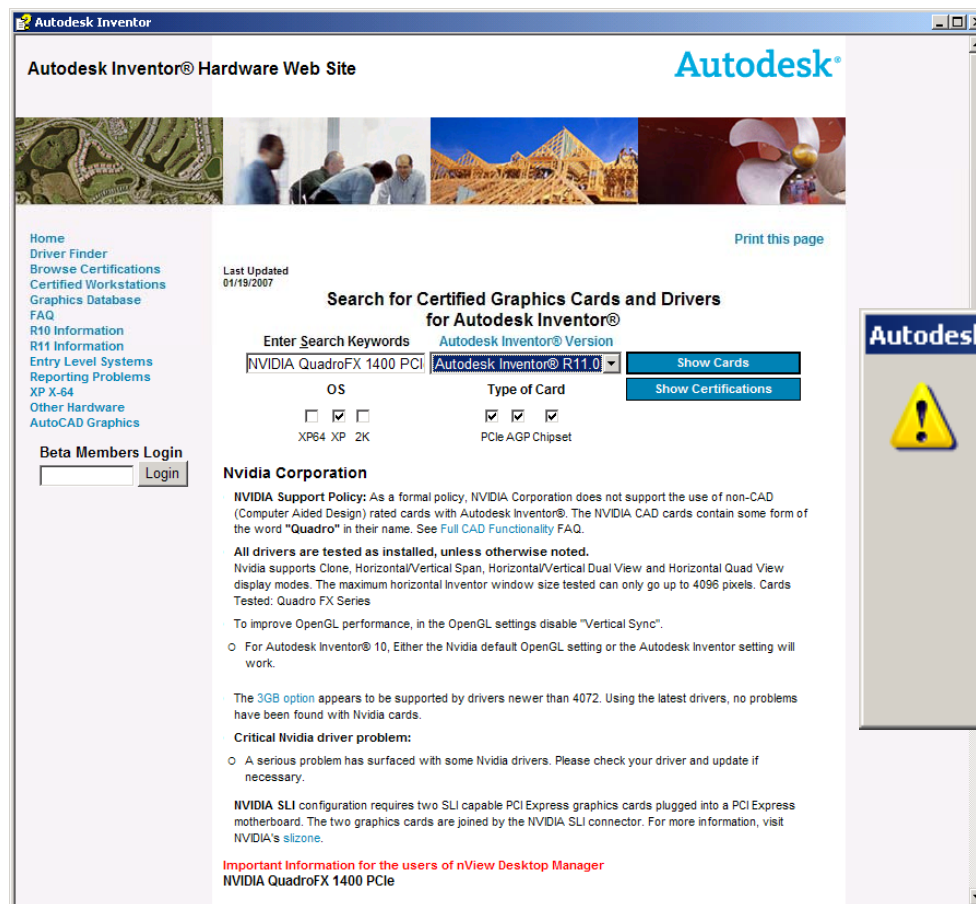 Autodesk Inventor
Autodesk Inventor® Hardware Web Site
Autodesk®
Print this page
Home
Driver Finder
Browse Certifications
Certified Workstations
Graphics Database
FAQ
R10 Information
R11 Information
Entry Level Systems
Reporting Problems
XP X-64
Other Hardware
AutoCAD Graphics
Beta Members Login
Login
Last Updated
01/19/2007
Search for Certified Graphics Cards and Drivers
for Autodesk Inventor®
Enter Search Keywords Autodesk Inventor® Version
NVIDIA QuadroFX 1400 PCI Autodesk Inventor® R11.0 Show Cards
OS Type of Card Show Certifications
XP64 XP 2K PCIe AGP Chipset
Nvidia Corporation
NVIDIA Support Policy: As a formal policy, NVIDIA Corporation does not support the use of non-CAD
(Computer Aided Design) rated cards with Autodesk Inventor®. The NVIDIA CAD cards contain some form of
the word "Quadro" in their name. See Full CAD Functionality FAQ.
All drivers are tested as installed, unless otherwise noted.
Nvidia supports Clone, Horizontal/Vertical Span, Horizontal/Vertical Dual View and Horizontal Quad View
display modes. The maximum horizontal Inventor window size tested can only go up to 4096 pixels. Cards
Tested: Quadro FX Series
To improve OpenGL performance, in the OpenGL settings disable "Vertical Sync".
O For Autodesk Inventor® 10, Either the Nvidia default OpenGL setting or the Autodesk Inventor setting will
work.
The 3GB option appears to be supported by drivers newer than 4072. Using the latest drivers, no problems
have been found with Nvidia cards.
Critical Nvidia driver problem:
O A serious problem has surfaced with some Nvidia drivers. Please check your driver and update if
necessary.
NVIDIA SLI configuration requires two SLI capable PCI Express graphics cards plugged into a PCI Express
motherboard. The two graphics cards are joined by the NVIDIA SLI connector. For more information, visit
NVIDIA's slizone.
Important Information for the users of nView Desktop Manager
NVIDIA QuadroFX 1400 PCIe
Autodesk